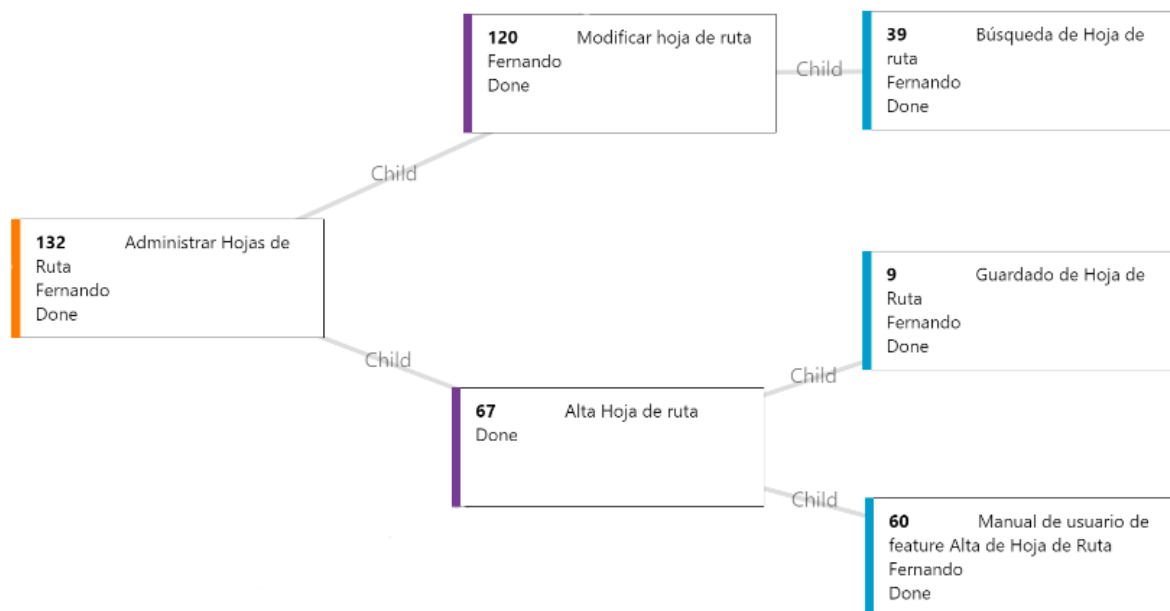 120 Modificar hoja de ruta
Fernando
Done
Child
39 Búsqueda de Hoja de
ruta
Fernando
Done
Child
132 Administrar Hojas de
Ruta
Fernando
Done
Child
67 Alta Hoja de ruta
Done
Child
9 Guardado de Hoja de
Ruta
Fernando
Done
Child
60 Manual de usuario de
feature Alta de Hoja de Ruta
Fernando
Done